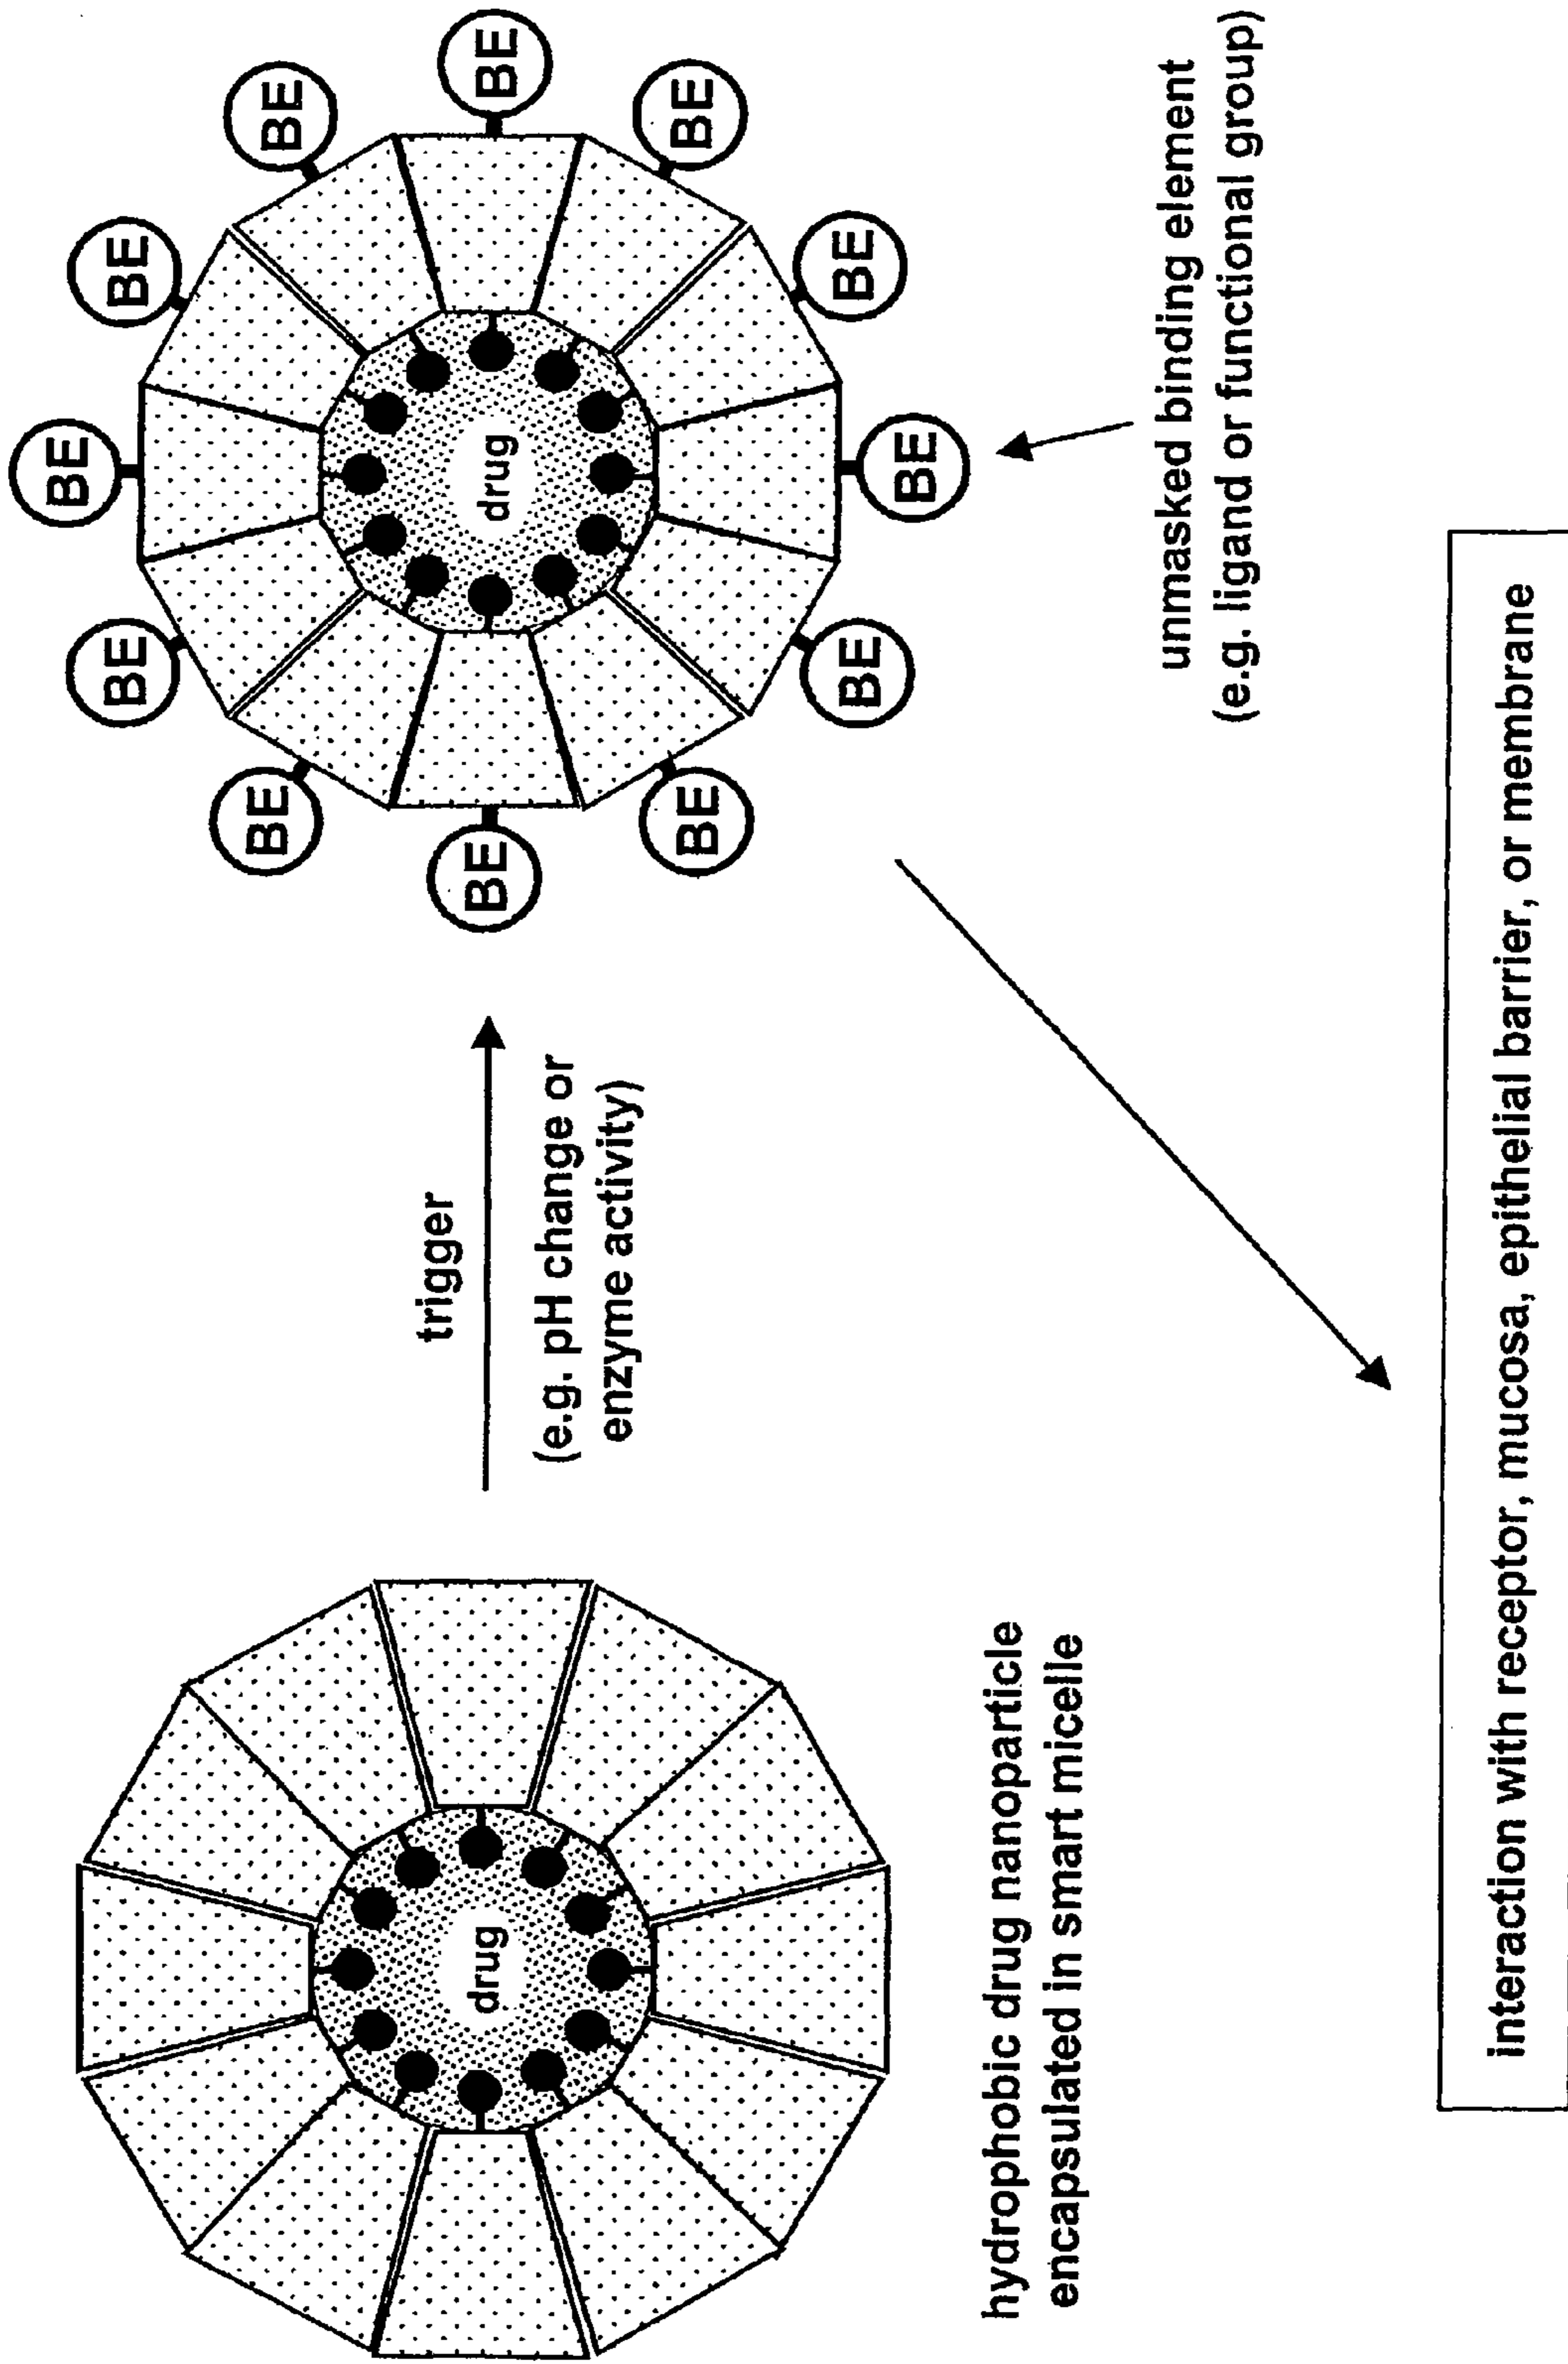 drug
hydrophobic drug nanoparticle
encapsulated in smart micelle
trigger
(e.g. pH change or
enzyme activity)
BE
BE
BE
BE
BE
BE
BE
BE
BE
BE
BE
BE
drug
unmasked binding element
(e.g. ligand or functional group)
interaction with receptor, mucosa, epithelial barrier, or membrane